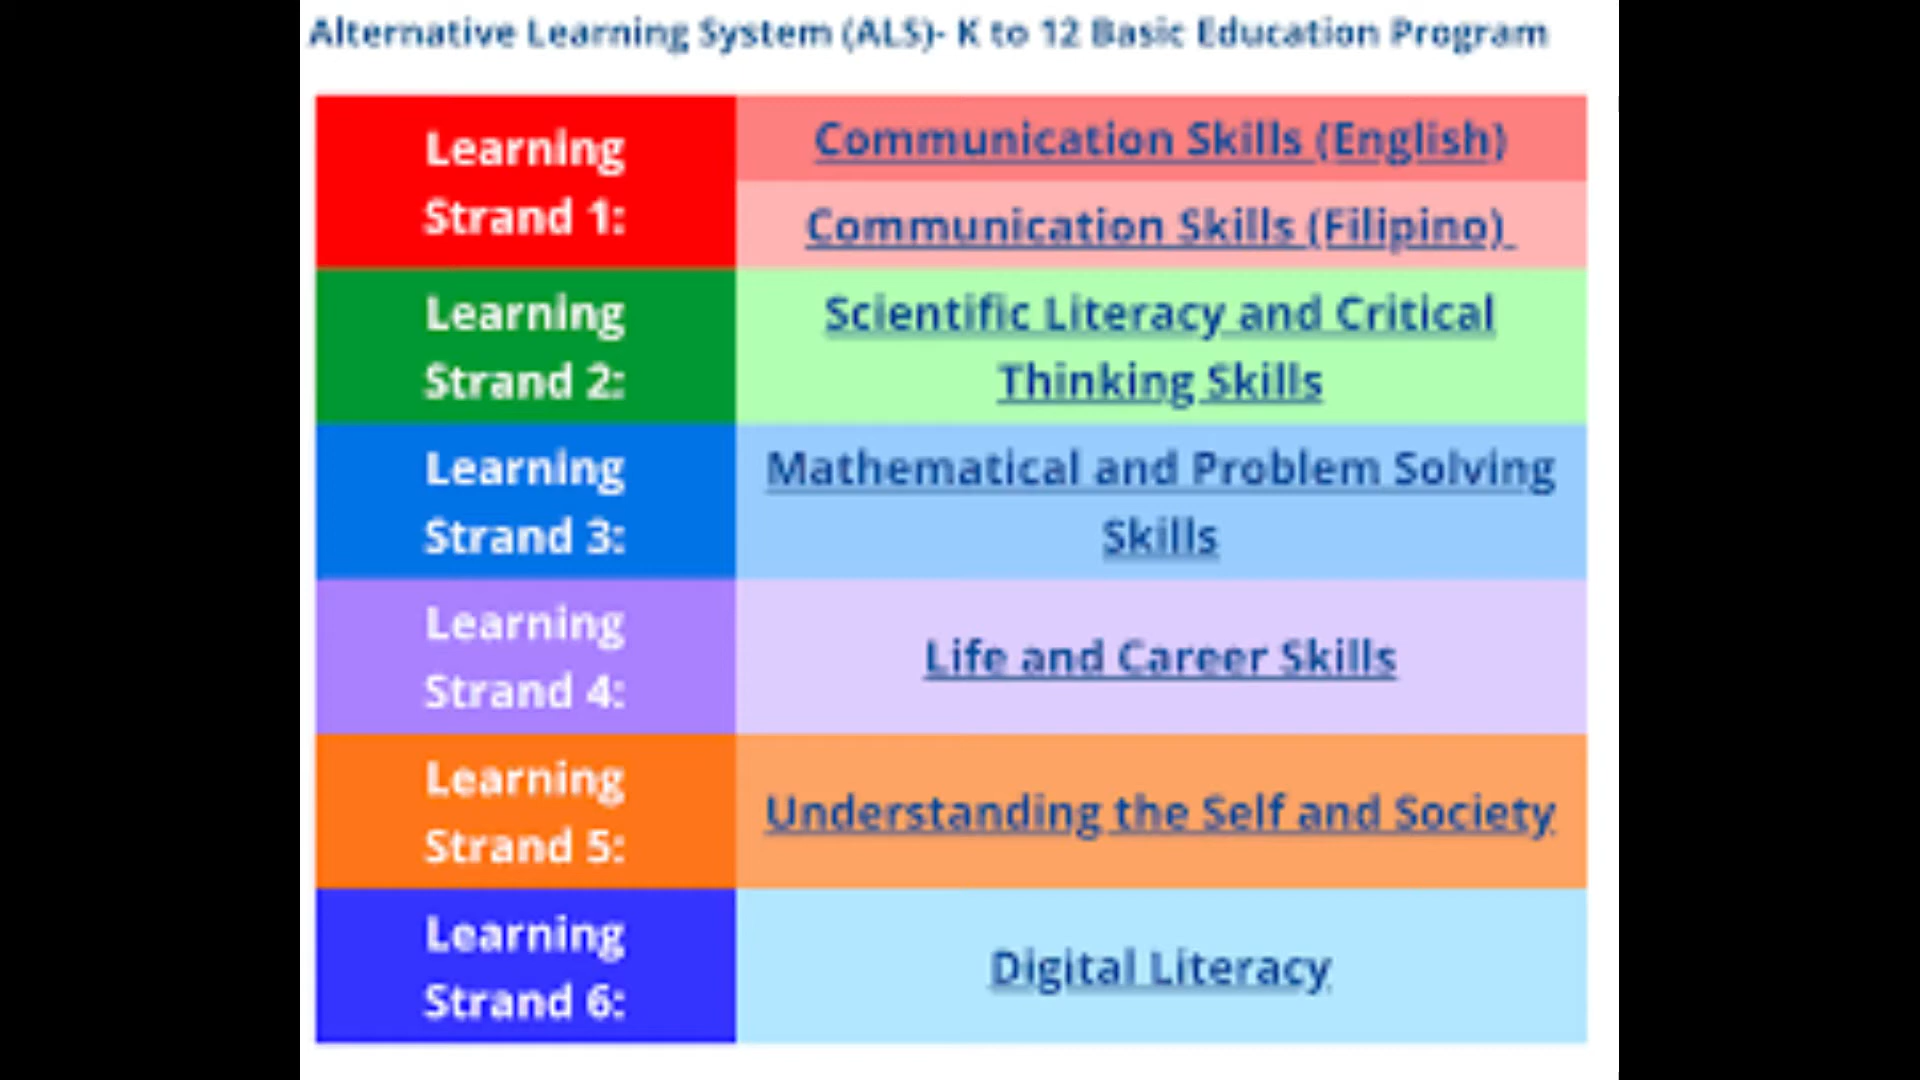 Alternative Learning System (ALS)- K to 12 Basic Education Program
Learning
Strand 1:
Communication Skills (English)
Communication Skills (Filipino)
Learning
Strand 2:
Scientific Literacy and Critical
Thinking Skills
Learning
Strand 3:
Mathematical and Problem Solving
Skills
Learning
Strand 4:
Life and Career Skills
Learning
Strand 5:
Understanding the Self and Society
Learning
Strand 6:
Digital Literacy